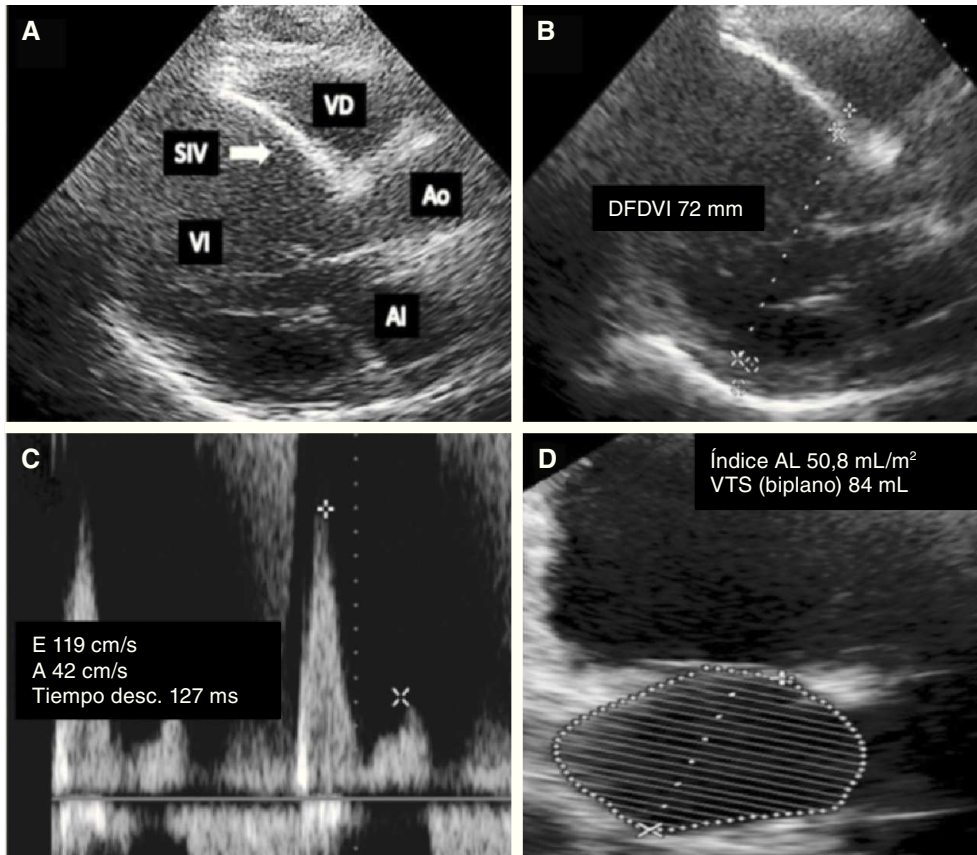 A
VD
SIV
Ao
VI
AI
B
DFDVI 72 mm
C
E 119 cm/s
A 42 cm/s
Tiempo desc. 127 ms
D
Índice AL 50,8 mL/m²
VTS (biplano) 84 mL